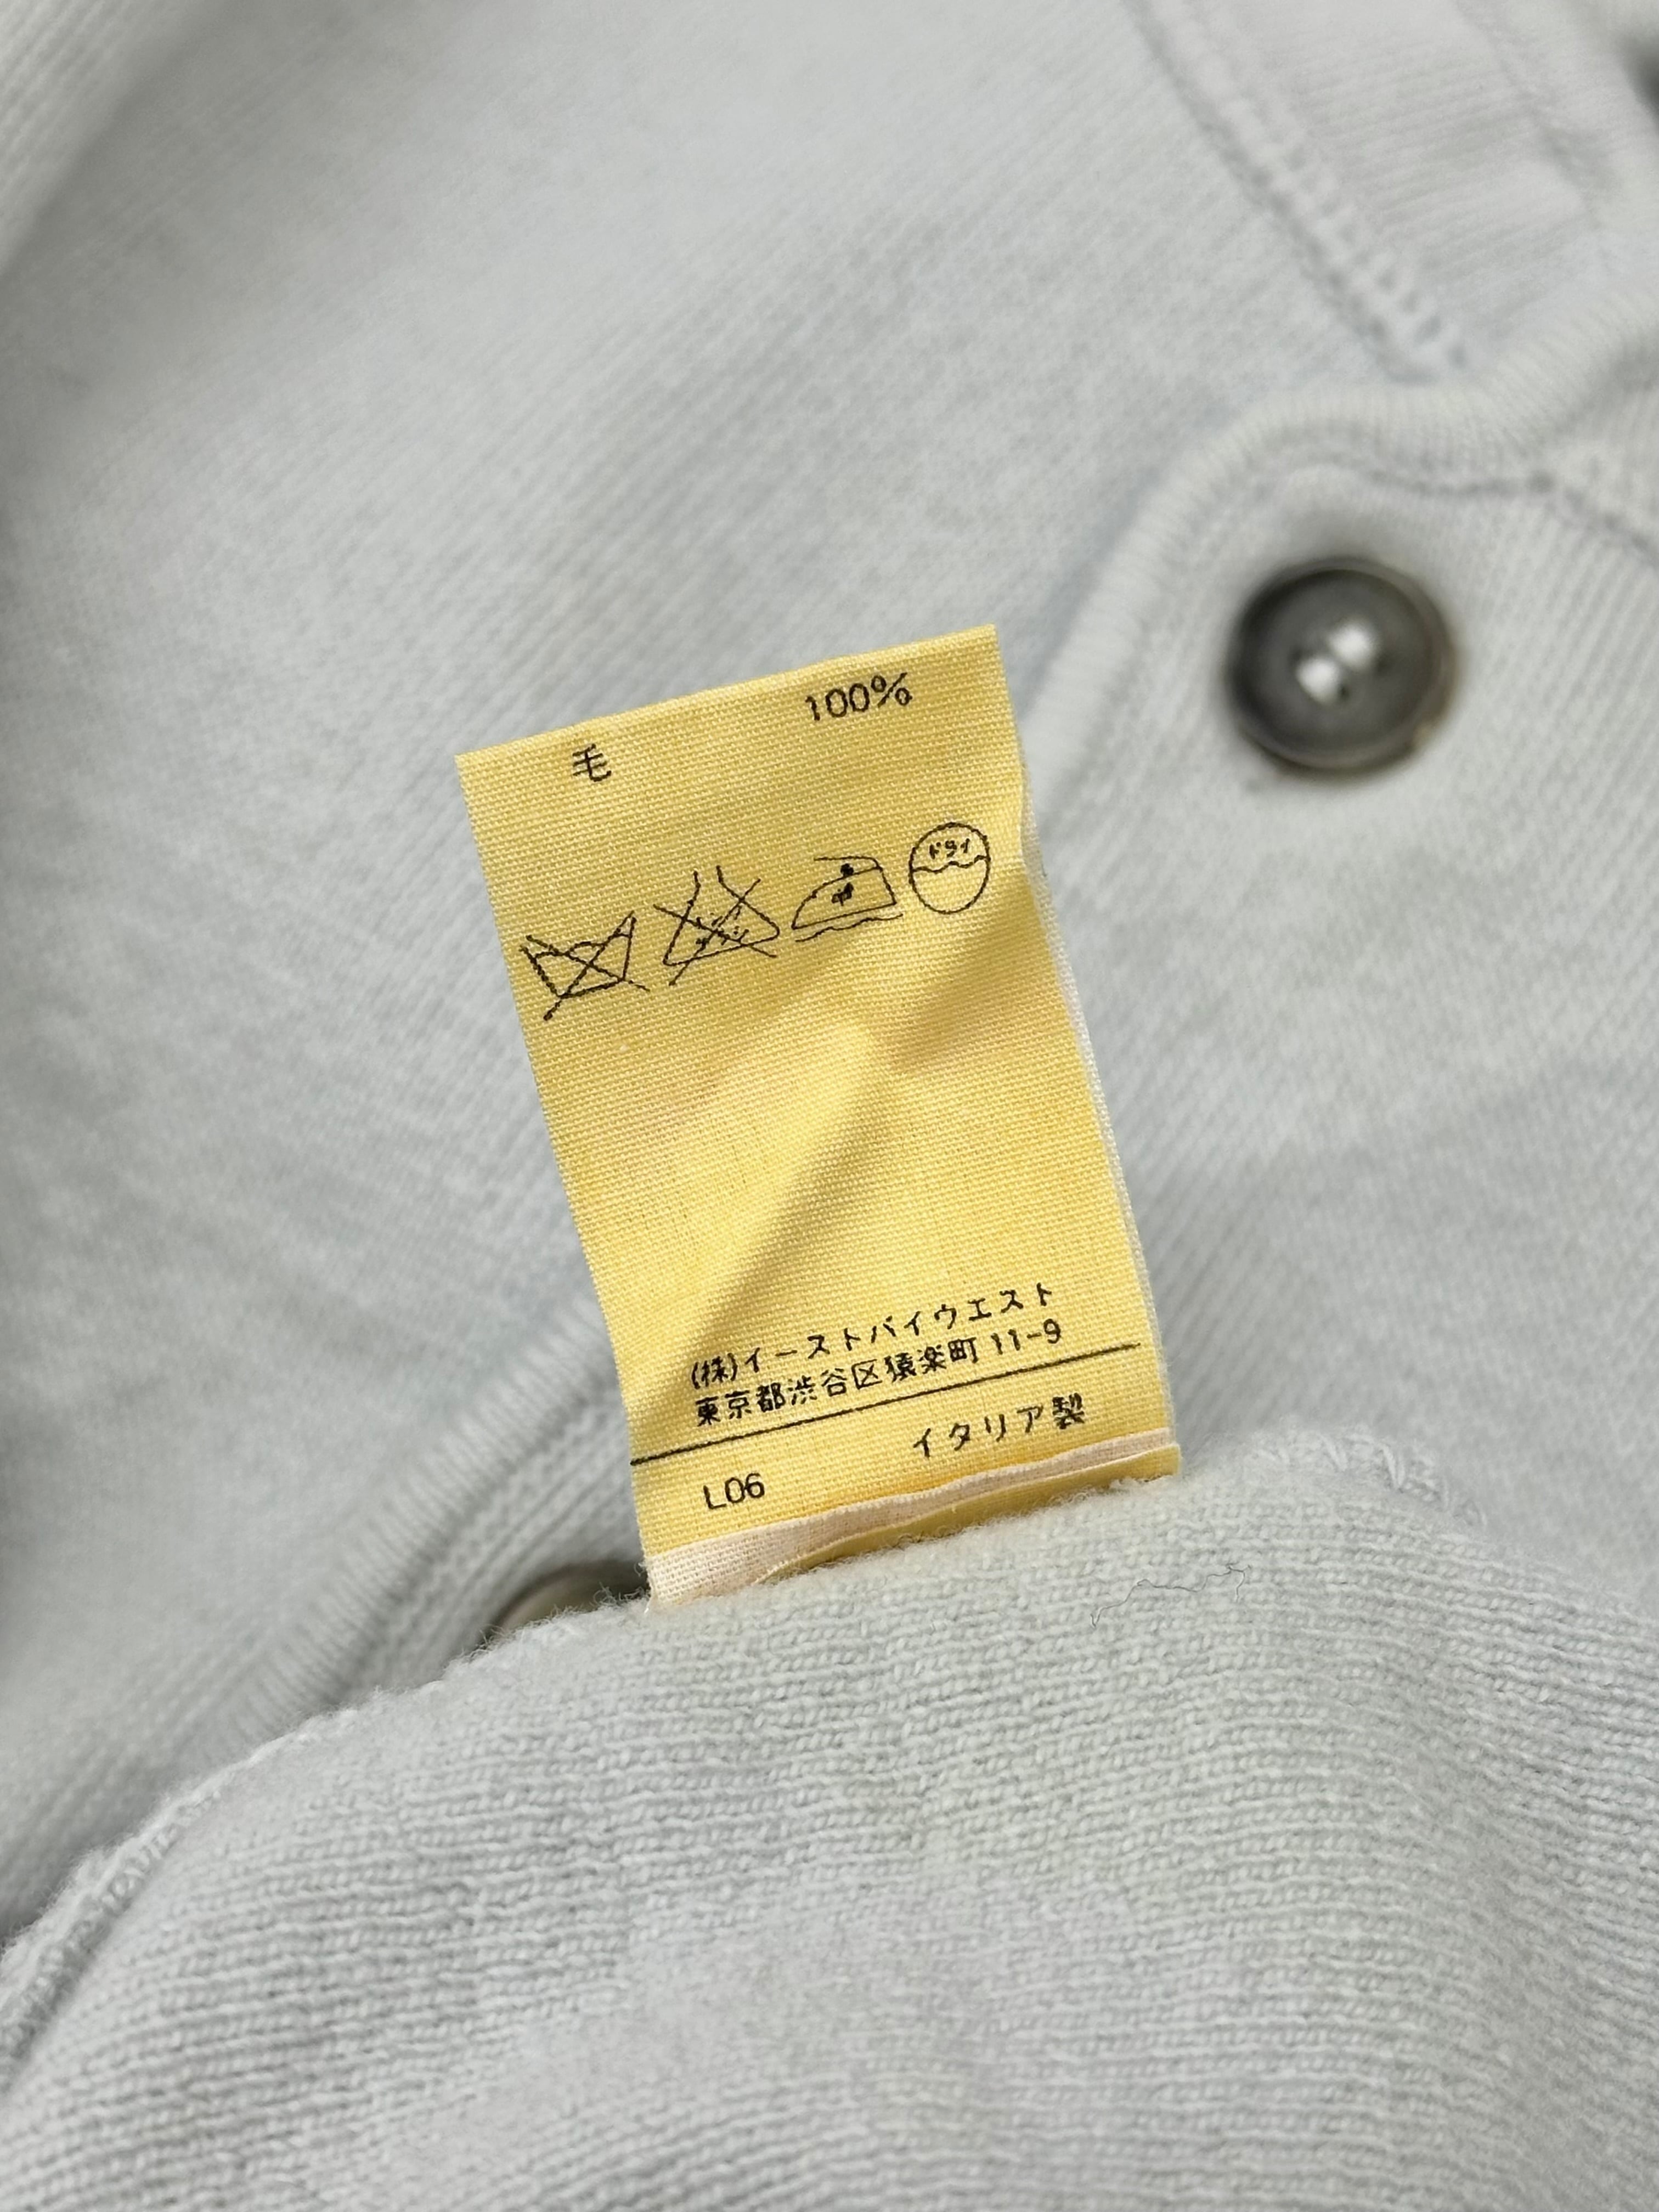 毛 100%
中
ドライ
(株)イーストバイウエスト
東京都渋谷区猿楽町 11-9
イタリア製
L06